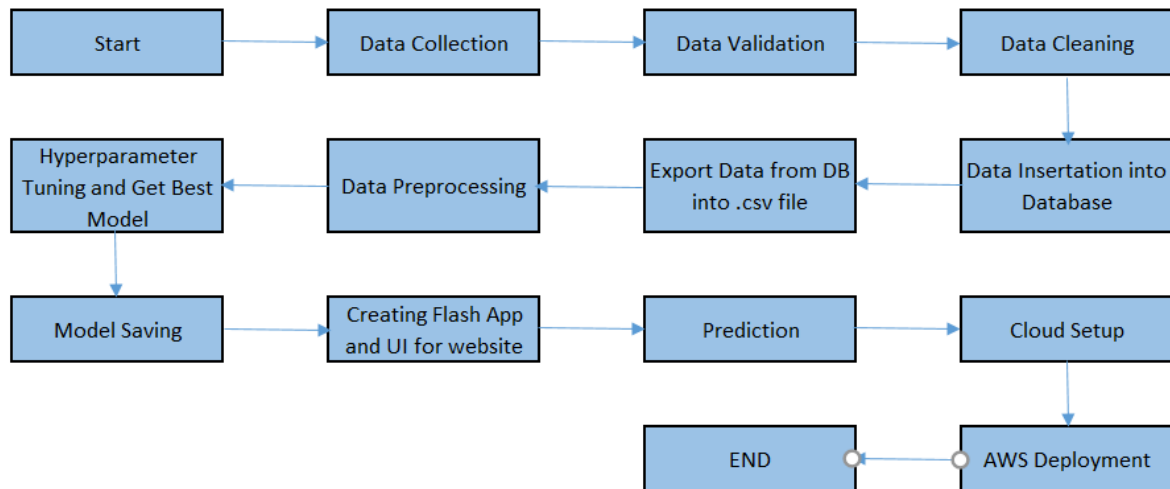 Start
Data Collection
Data Validation
Data Cleaning
Data Insertation into
Database
Export Data from DB
into .csv file
Data Preprocessing
Hyperparameter
Tuning and Get Best
Model
Model Saving
Creating Flash App
and UI for website
Prediction
Cloud Setup
AWS Deployment
END